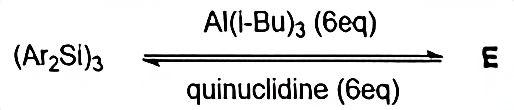 Al(i-Bu)₃ (6eq)
(Ar₂Si)₃ E
quinuclidine (6eq)